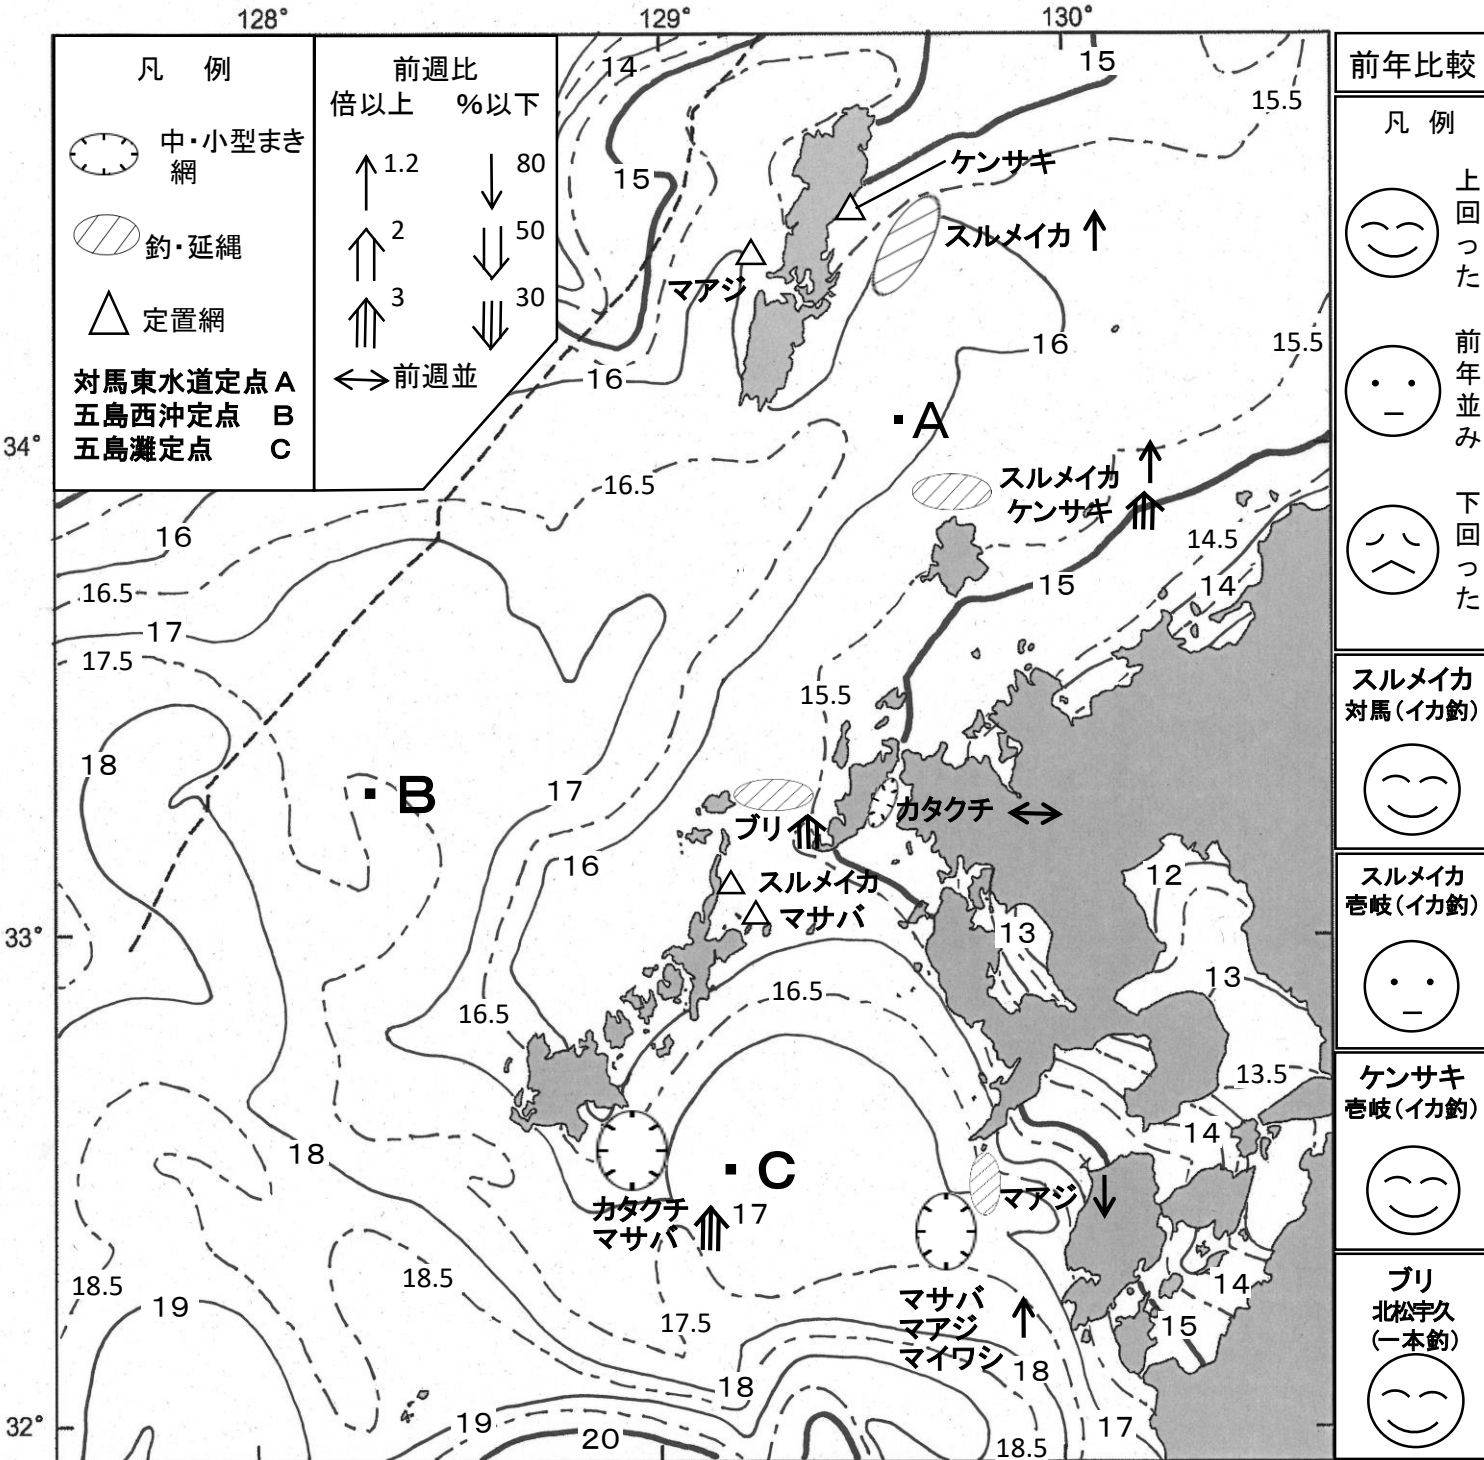 128°
129°
130°
34°
33°
32°
凡 例
中・小型まき
網
釣・延縄
定置網
対馬東水道定点 A
五島西沖定点 B
五島灘定点 C
前週比
倍以上 %以下
1.2 80
2 50
3 30
前週並
14
15
15
15.5
ケンサキ
スルメイカ
マアジ
16
16
15.5
A
16.5
スルメイカ
ケンサキ
16
14.5
16.5
15
14
17
17.5
15.5
18
B
17
カタクチ
ブリ
16
スルメイカ
12
マサバ
13
13
16.5
16.5
13.5
14
18
C
マアジ
カタクチ
17
マサバ
18.5
18.5
14
19
マサバ
17.5
マアジ
15
マイワシ
18
18
19
17
20
18.5
前年比較
凡 例
上回った
前年並み
下回った
スルメイカ
対馬(イカ釣)
スルメイカ
壱岐(イカ釣)
ケンサキ
壱岐(イカ釣)
ブリ
北松宇久
(一本釣)